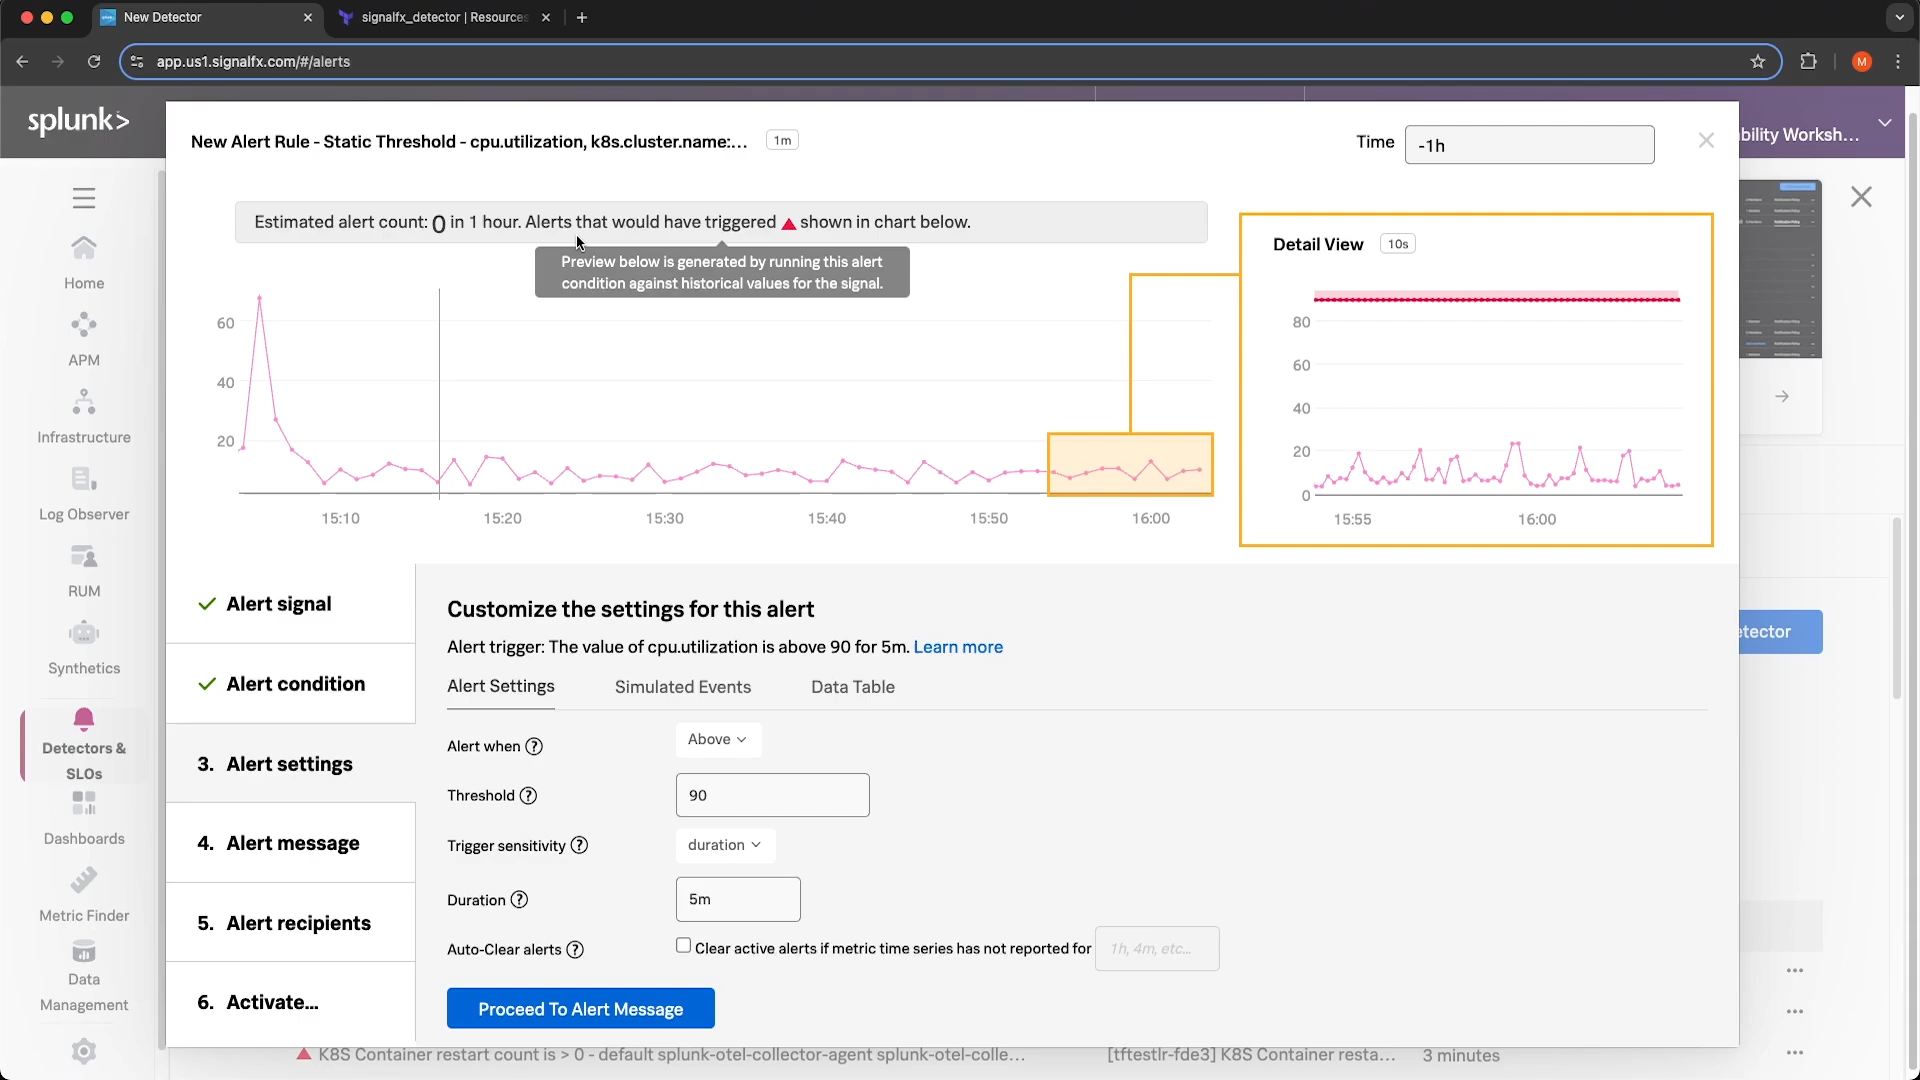 New Detector
signalfx_detector | Resources
app.us1.signalfx.com/#/alerts
M
splunk>
bility Worksh...
New Alert Rule - Static Threshold - cpu.utilization, k8s.cluster.name:...
1m
Time
-1h
Estimated alert count: 0 in 1 hour. Alerts that would have triggered ▲ shown in chart below.
Preview below is generated by running this alert
condition against historical values for the signal.
60
40
20
15:10
15:20
15:30
15:40
15:50
16:00
Detail View
10s
80
60
40
20
0
15:55
16:00
Home
APM
Infrastructure
Log Observer
RUM
Synthetics
Detectors &
SLOs
Dashboards
Metric Finder
Data
Management
Alert signal
Alert condition
3. Alert settings
4. Alert message
5. Alert recipients
6. Activate...
Customize the settings for this alert
Alert trigger: The value of cpu.utilization is above 90 for 5m. Learn more
Alert Settings
Simulated Events
Data Table
Alert when ?
Above
Threshold ?
90
Trigger sensitivity ?
duration
Duration ?
5m
Auto-Clear alerts ?
Clear active alerts if metric time series has not reported for
1h, 4m, etc...
Proceed To Alert Message
etector
K8S Container restart count is > 0 - default splunk-otel-collector-agent splunk-otel-colle...
[tftestlr-fde3] K8S Container resta...
3 minutes